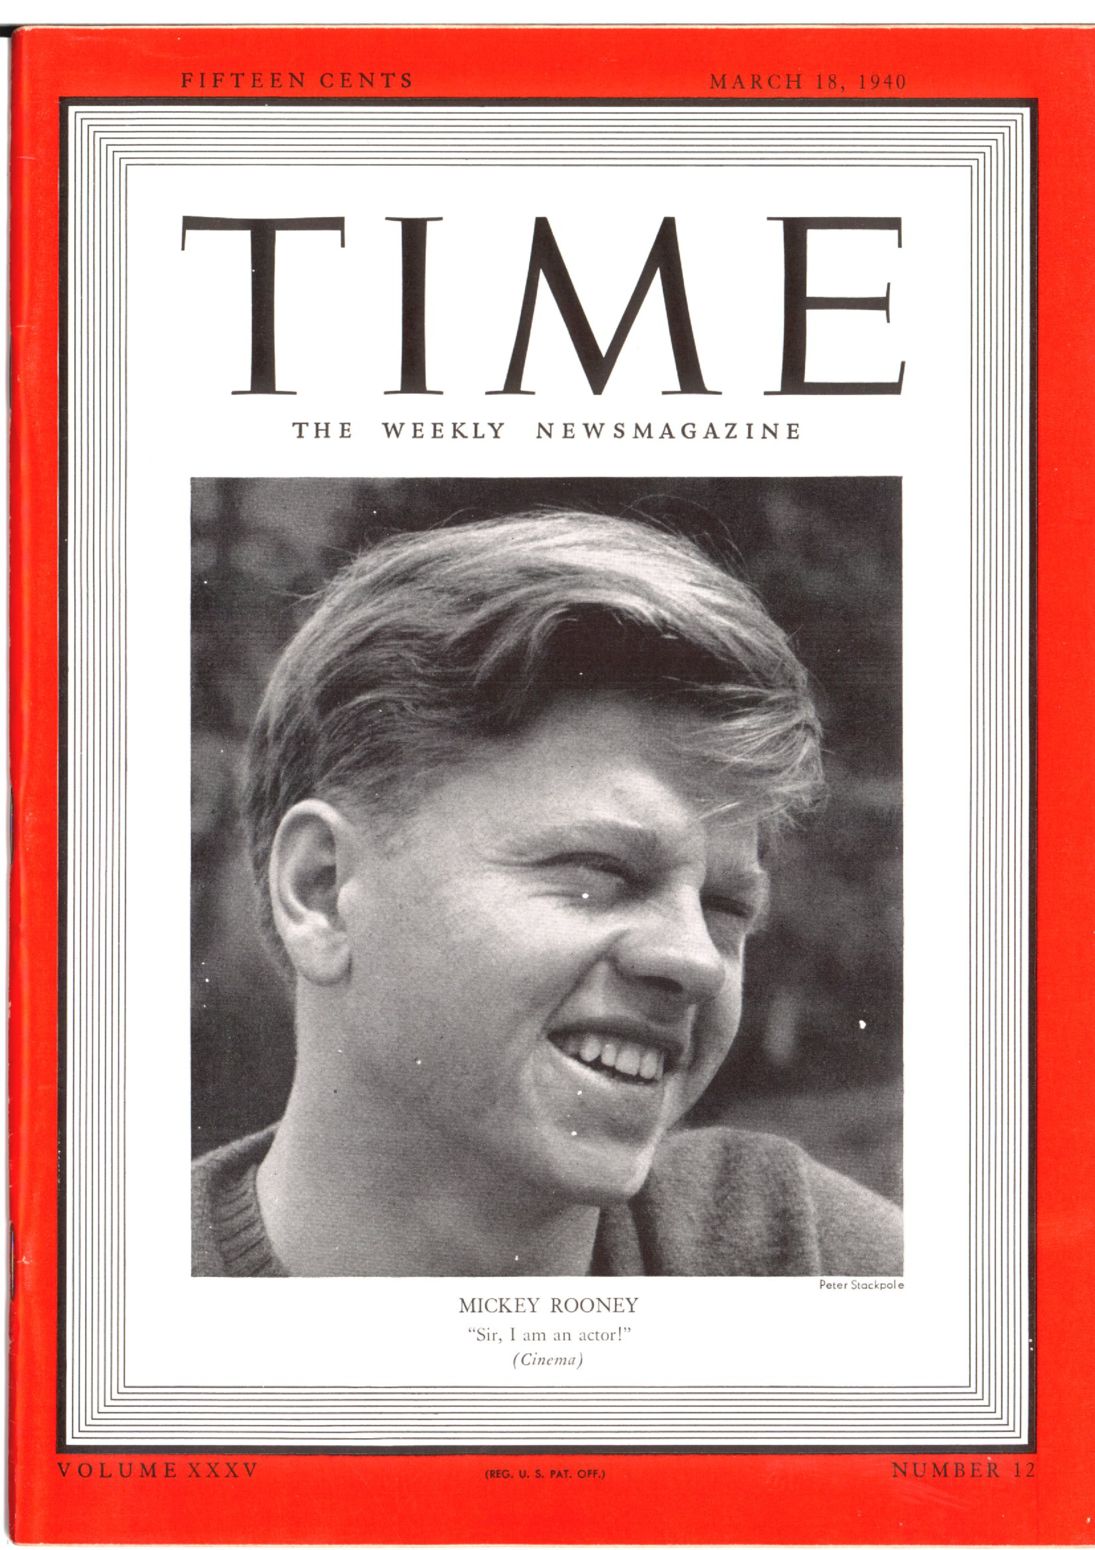 FIFTEEN CENTS MARCH 18, 1940
TIME
THE WEEKLY NEWSMAGAZINE
Peter Stackpole
MICKEY ROONEY
“Sir, I am an actor!”
(Cinema)
VOLUME XXXV (REG. U. S. PAT. OFF.) NUMBER 12